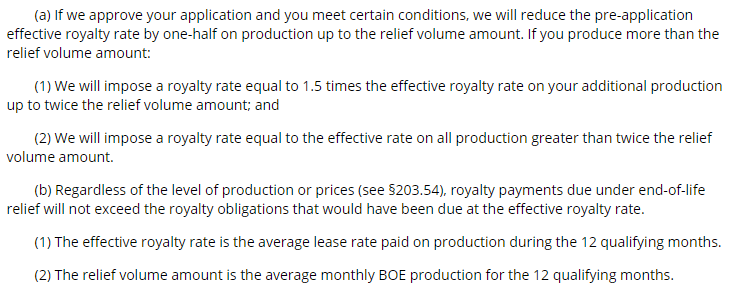 (a) If we approve your application and you meet certain conditions, we will reduce the pre-application
effective royalty rate by one-half on production up to the relief volume amount. If you produce more than the
relief volume amount:
(1) We will impose a royalty rate equal to 1.5 times the effective royalty rate on your additional production
up to twice the relief volume amount; and
(2) We will impose a royalty rate equal to the effective rate on all production greater than twice the relief
volume amount.
(b) Regardless of the level of production or prices (see §203.54), royalty payments due under end-of-life
relief will not exceed the royalty obligations that would have been due at the effective royalty rate.
(1) The effective royalty rate is the average lease rate paid on production during the 12 qualifying months.
(2) The relief volume amount is the average monthly BOE production for the 12 qualifying months.